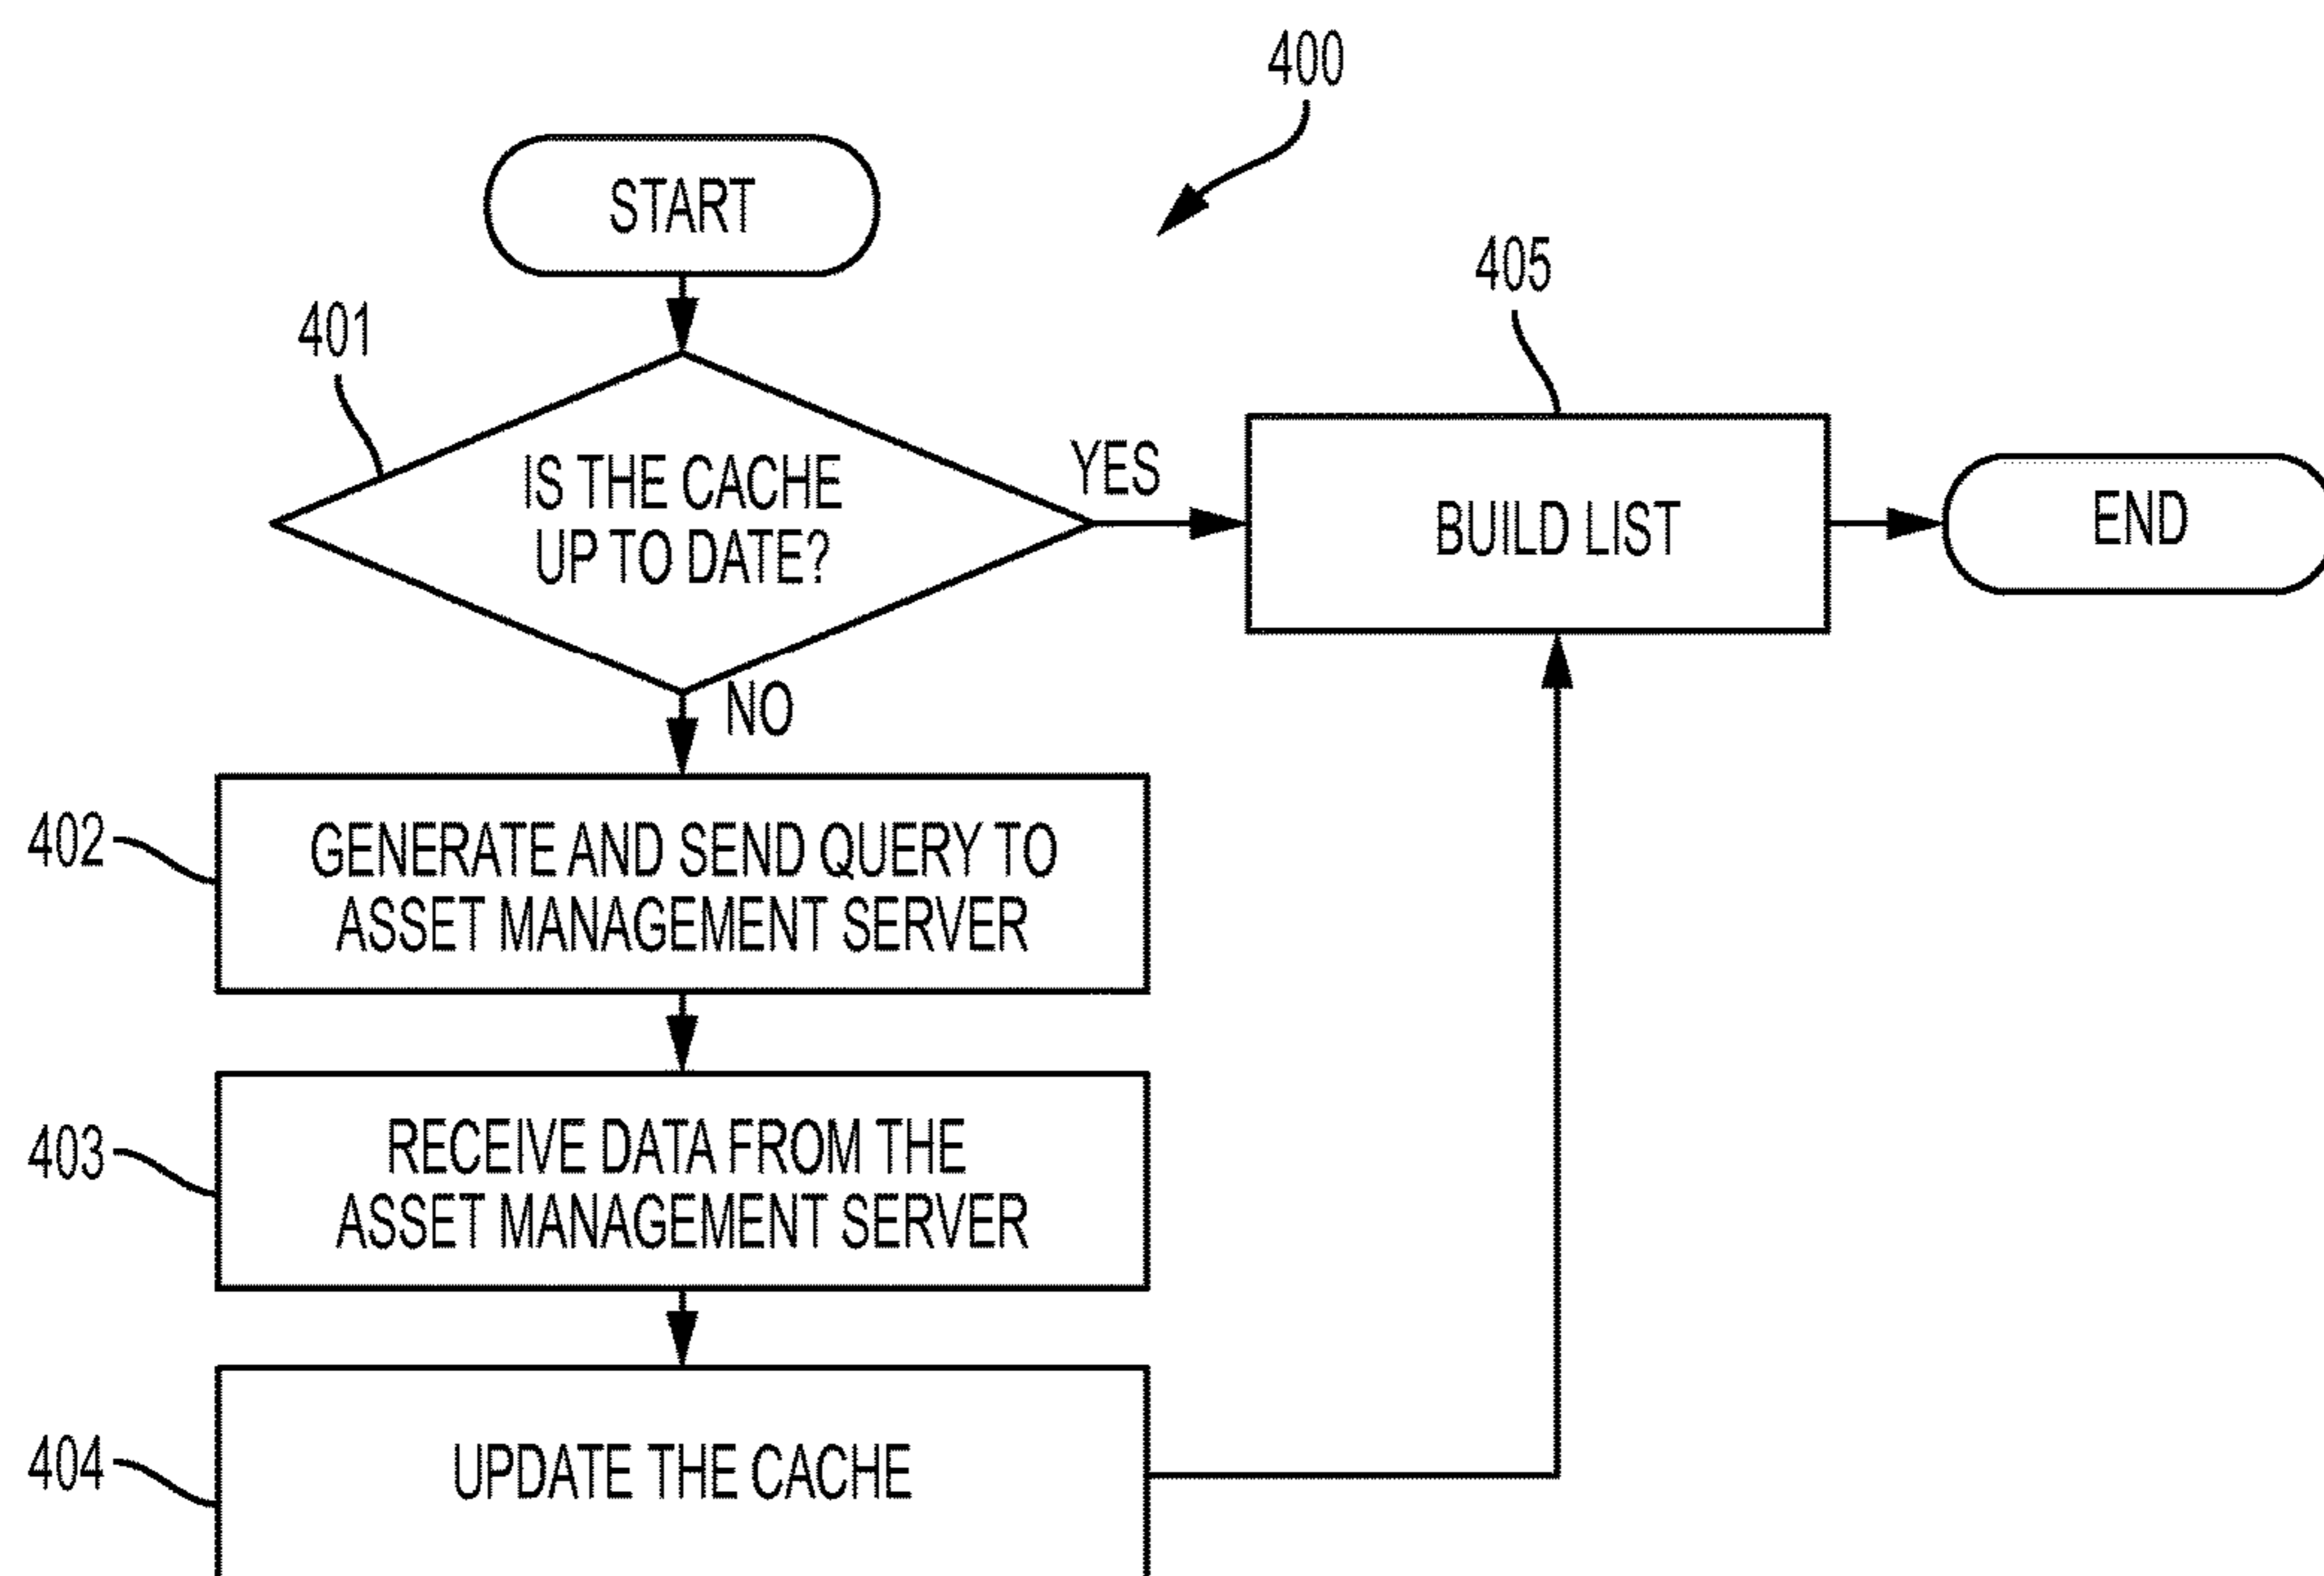 400
START
405
401
IS THE CACHE
UP TO DATE?
YES
BUILD LIST
END
NO
402
GENERATE AND SEND QUERY TO
ASSET MANAGEMENT SERVER
403
RECEIVE DATA FROM THE
ASSET MANAGEMENT SERVER
404
UPDATE THE CACHE